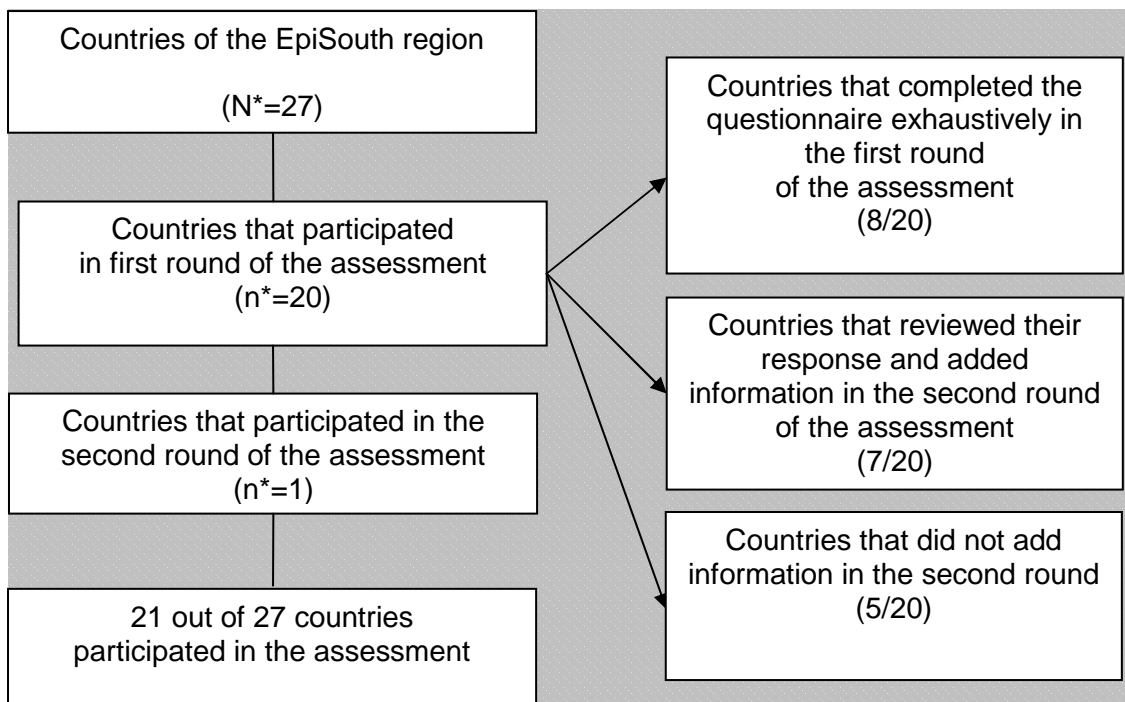 Countries of the EpiSouth region
(N*=27)
Countries that participated
in first round of the assessment
(n*=20)
Countries that participated in the
second round of the assessment
(n*=1)
21 out of 27 countries
participated in the assessment
Countries that completed the
questionnaire exhaustively in
the first round
of the assessment
(8/20)
Countries that reviewed their
response and added
information in the second round
of the assessment
(7/20)
Countries that did not add
information in the second round
(5/20)